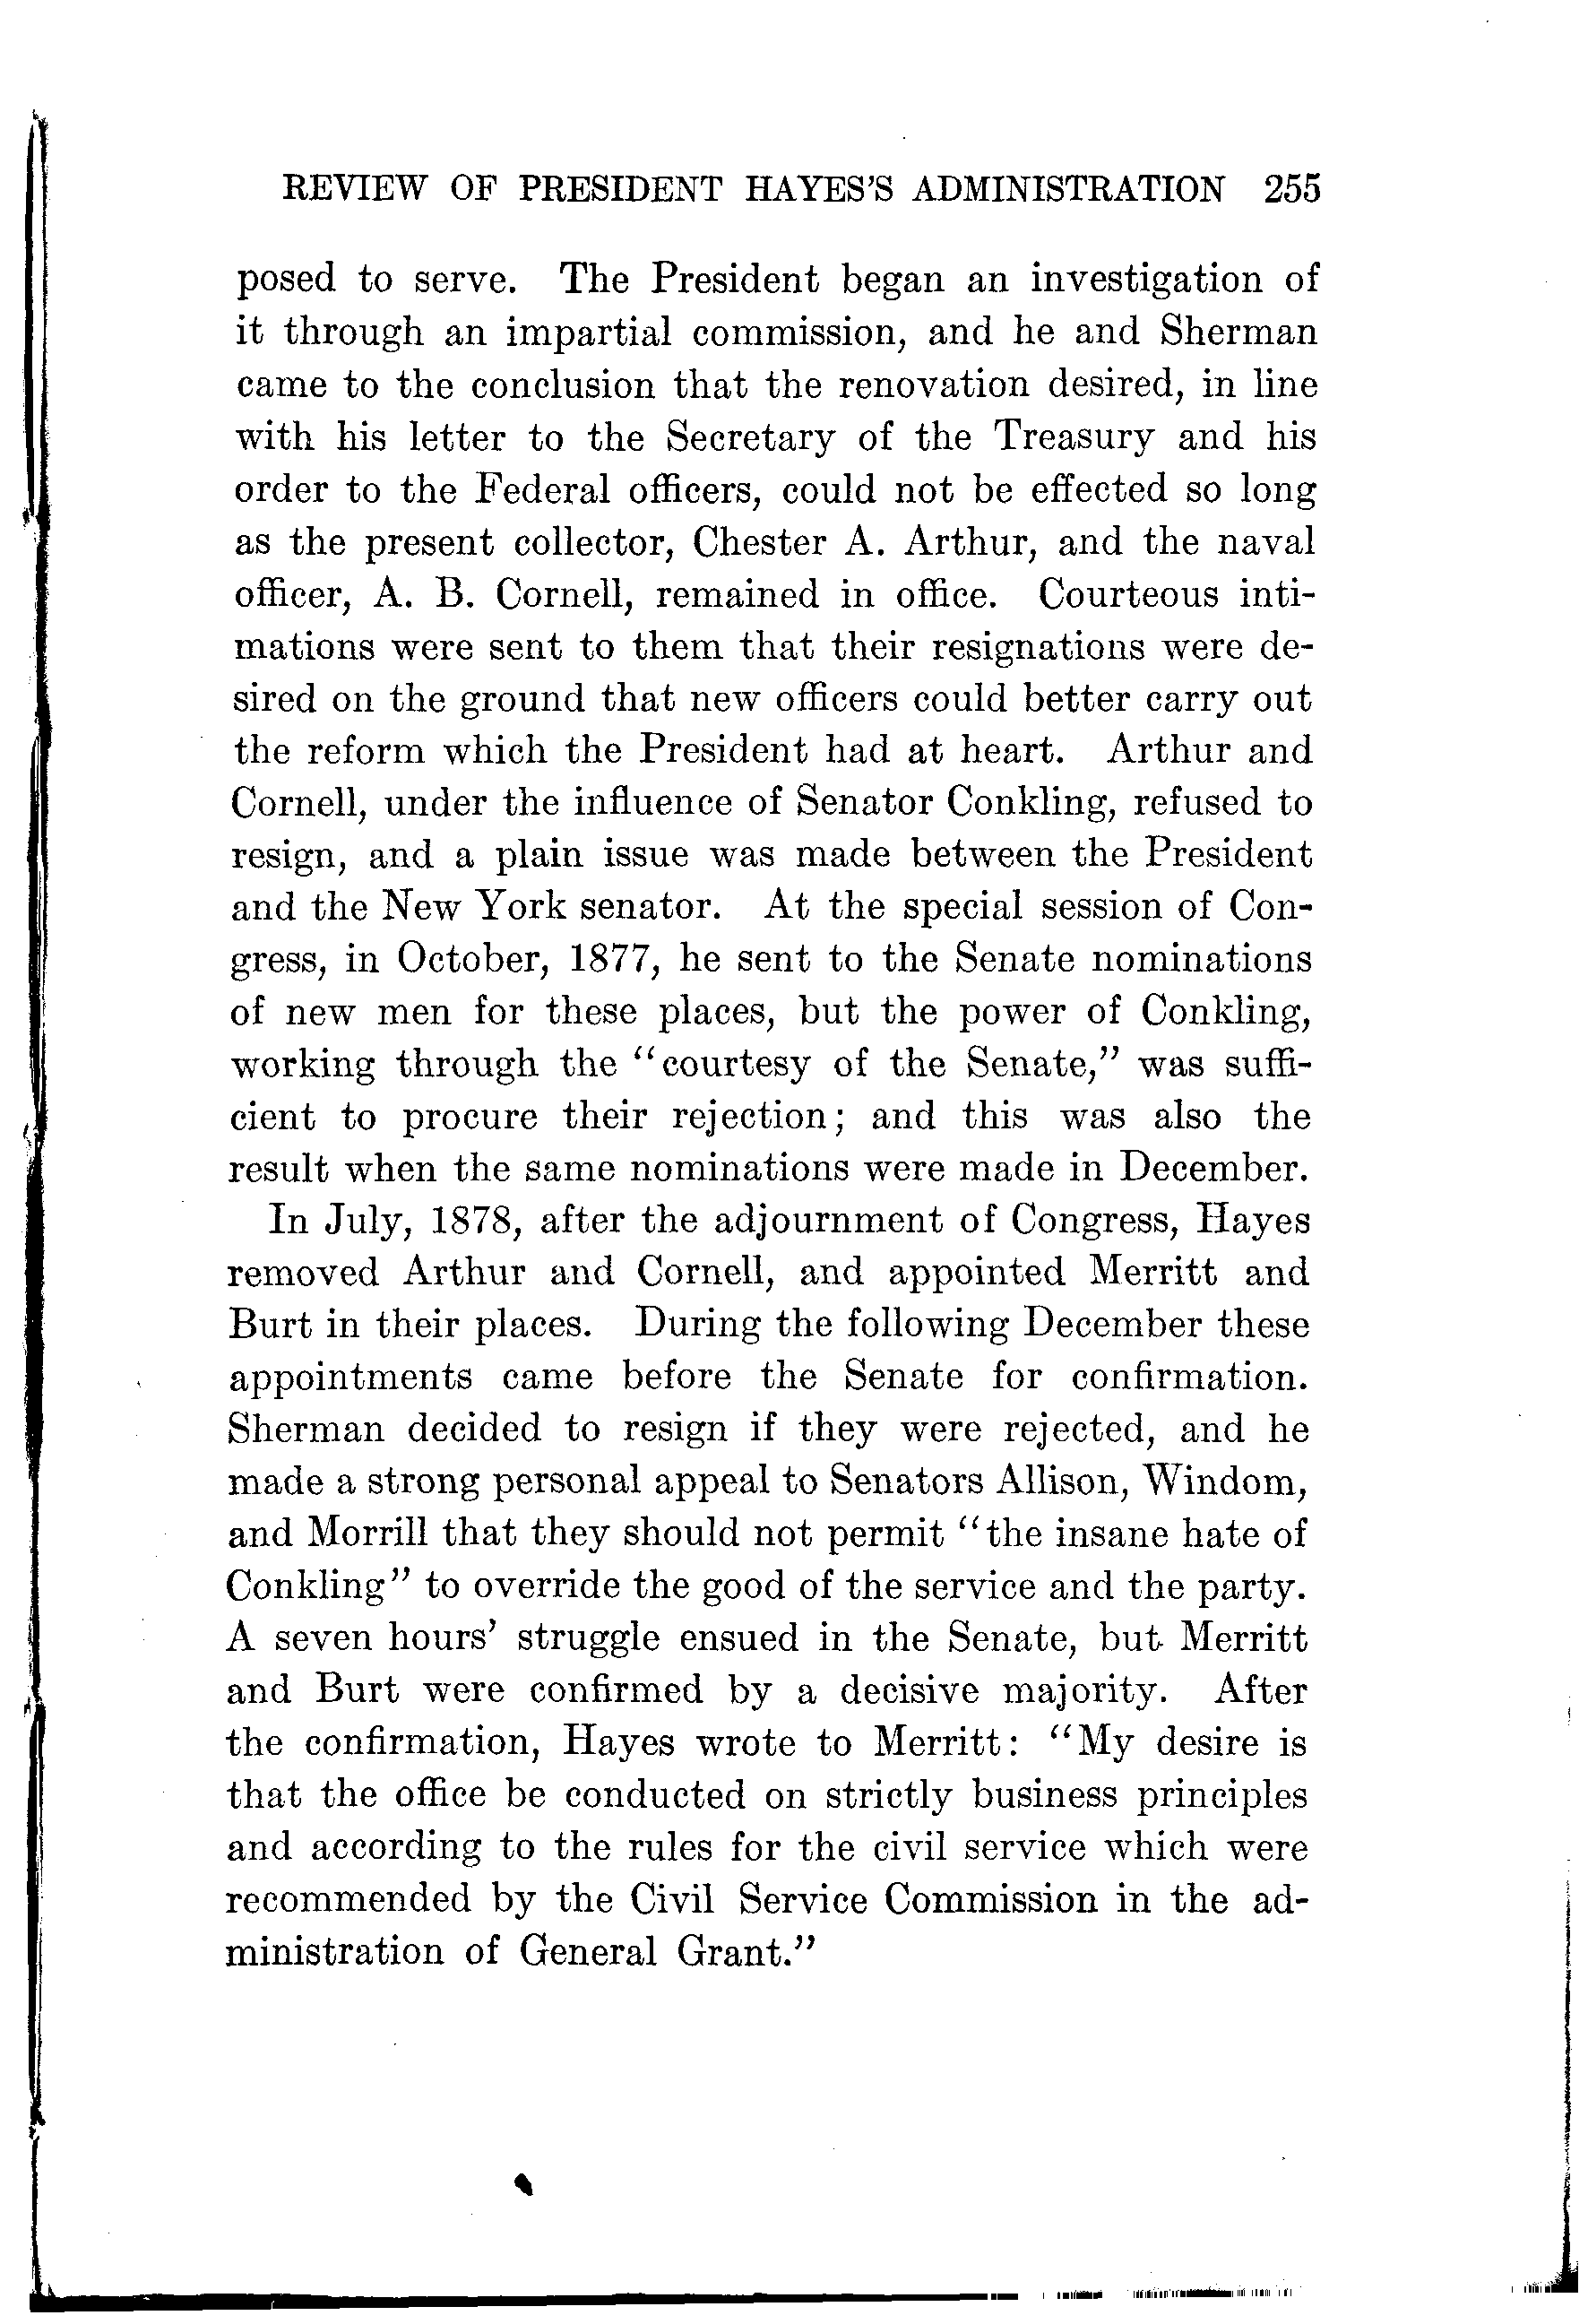 REVIEW OF PRESIDENT HAYES'S ADMINISTRATION 255
posed to serve. The President began an investigation of
it through an impartial commission, and he and Sherman
came to the conclusion that the renovation desired, in line
with his letter to the Secretary of the Treasury and his
order to the Federal officers, could not be effected so long
as the present collector, Chester A. Arthur, and the naval
officer, A. B. Cornell, remained in office. Courteous inti-
mations were sent to them that their resignations were de-
sired on the ground that new officers could better carry out
the reform which the President had at heart. Arthur and
Cornell, under the influence of Senator Conkling, refused to
resign, and a plain issue was made between the President
and the New York senator. At the special session of Con-
gress, in October, 1877, he sent to the Senate nominations
of new men for these places, but the power of Conkling,
working through the "courtesy of the Senate," was suffi-
cient to procure their rejection; and this was also the
result when the same nominations were made in December.
In July, 1878, after the adjournment of Congress, Hayes
removed Arthur and Cornell, and appointed Merritt and
Burt in their places. During the following December these
appointments came before the Senate for confirmation.
Sherman decided to resign if they were rejected, and he
made a strong personal appeal to Senators Allison, Windom,
and Morrill that they should not permit "the insane hate of
Conkling" to override the good of the service and the party.
A seven hours' struggle ensued in the Senate, but Merritt
and Burt were confirmed by a decisive majority. After
the confirmation, Hayes wrote to Merritt: "My desire is
that the office be conducted on strictly business principles
and according to the rules for the civil service which were
recommended by the Civil Service Commission in the ad-
ministration of General Grant."